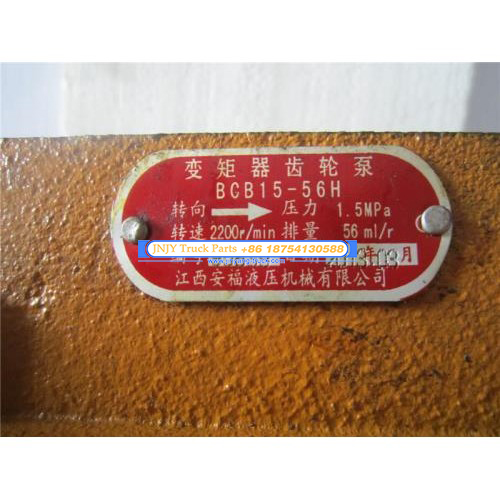 变矩器齿轮泵
BCB15-56H
转向 → 压力 1.5MPa
转速 2200r/min 排量 56 ml/r
JNJY Truck Parts +86 18754130588
年 月
江西安福液压机械有限公司